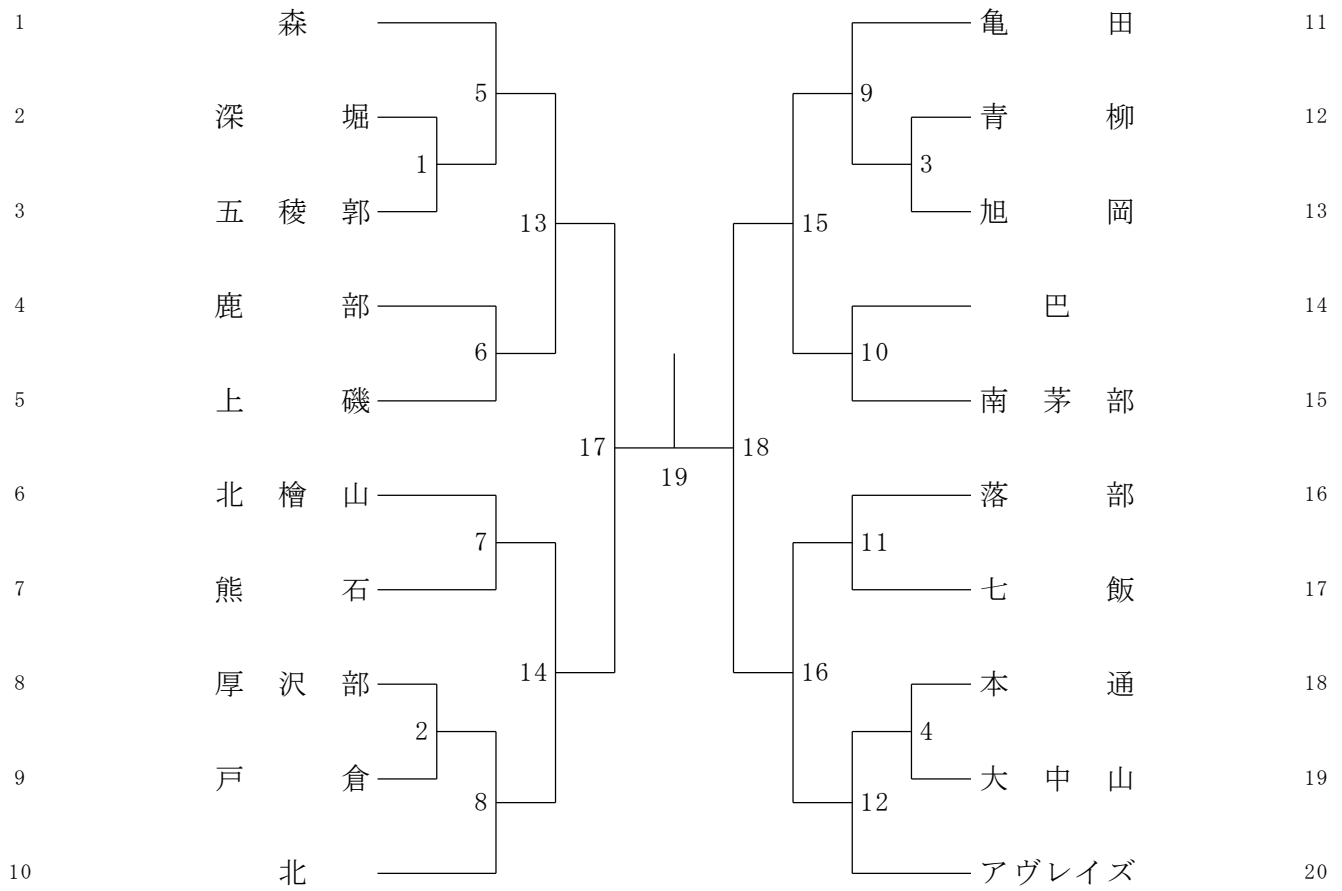 1 森 亀田 11
5 9
2 深堀 青柳 12
1 3
3 五稜郭 旭岡 13
13 15
4 鹿部 巴 14
6 10
5 上磯 南茅部 15
17 18
19
6 北檜山 落部 16
7 11
7 熊石 七飯 17
14 16
8 厚沢部 本通 18
2 4
9 戸倉 大中山 19
8 12
10 北 アヴレイズ 20